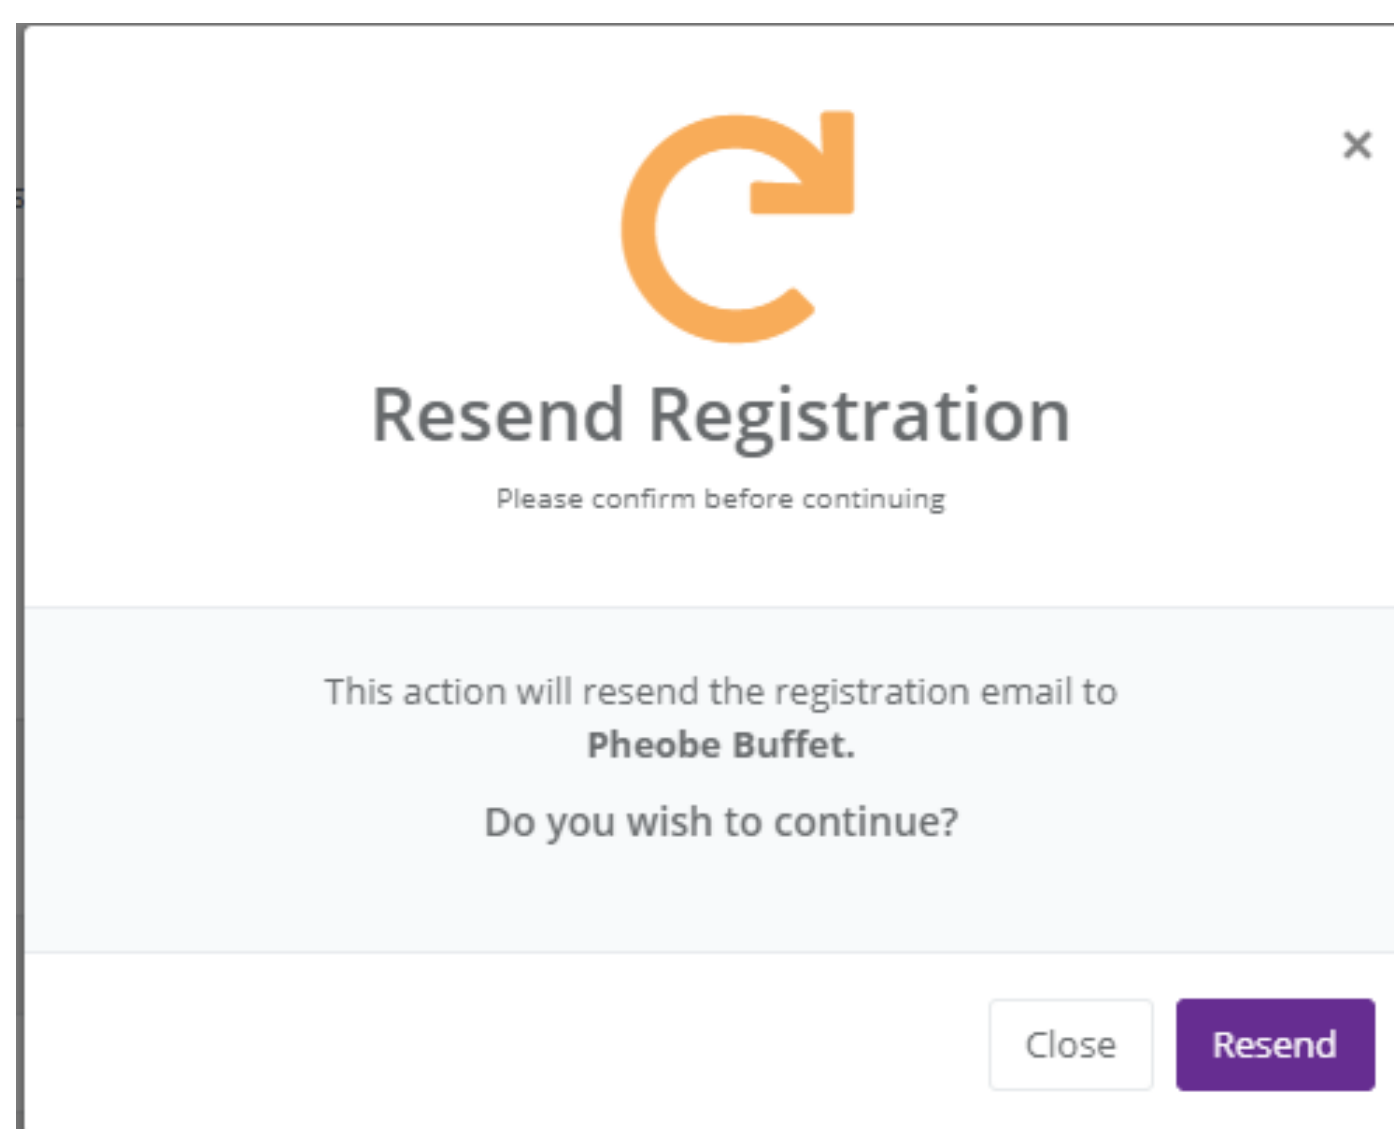 Resend Registration
Please confirm before continuing
This action will resend the registration email to
Pheobe Buffet.
Do you wish to continue?
Close
Resend